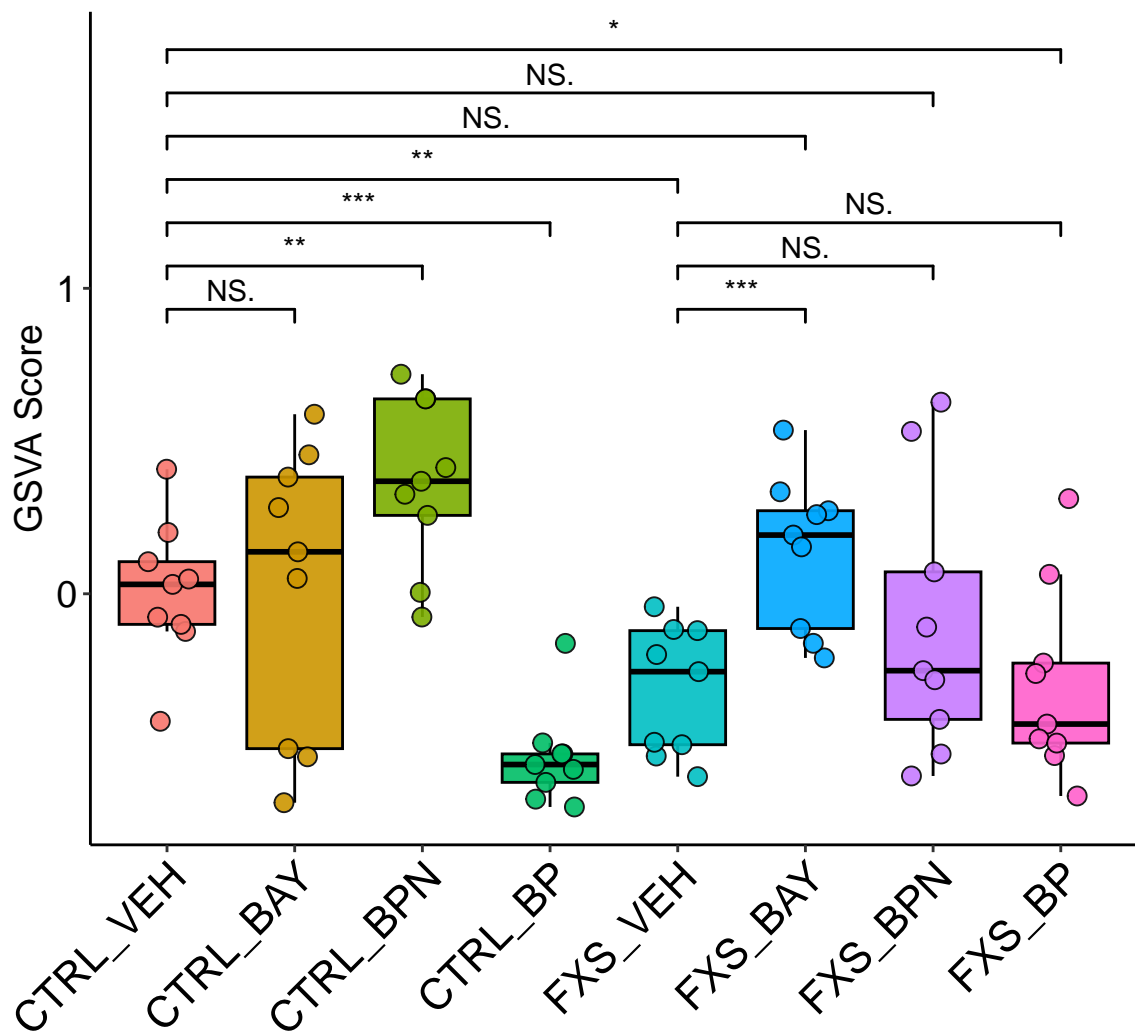 *
NS.
NS.
**
***
NS.
**
NS.
NS.
***
1
0
GSVA Score
CTRL_VEH
CTRL_BAY
CTRL_BPN
CTRL_BP
FXS_VEH
FXS_BAY
FXS_BPN
FXS_BP